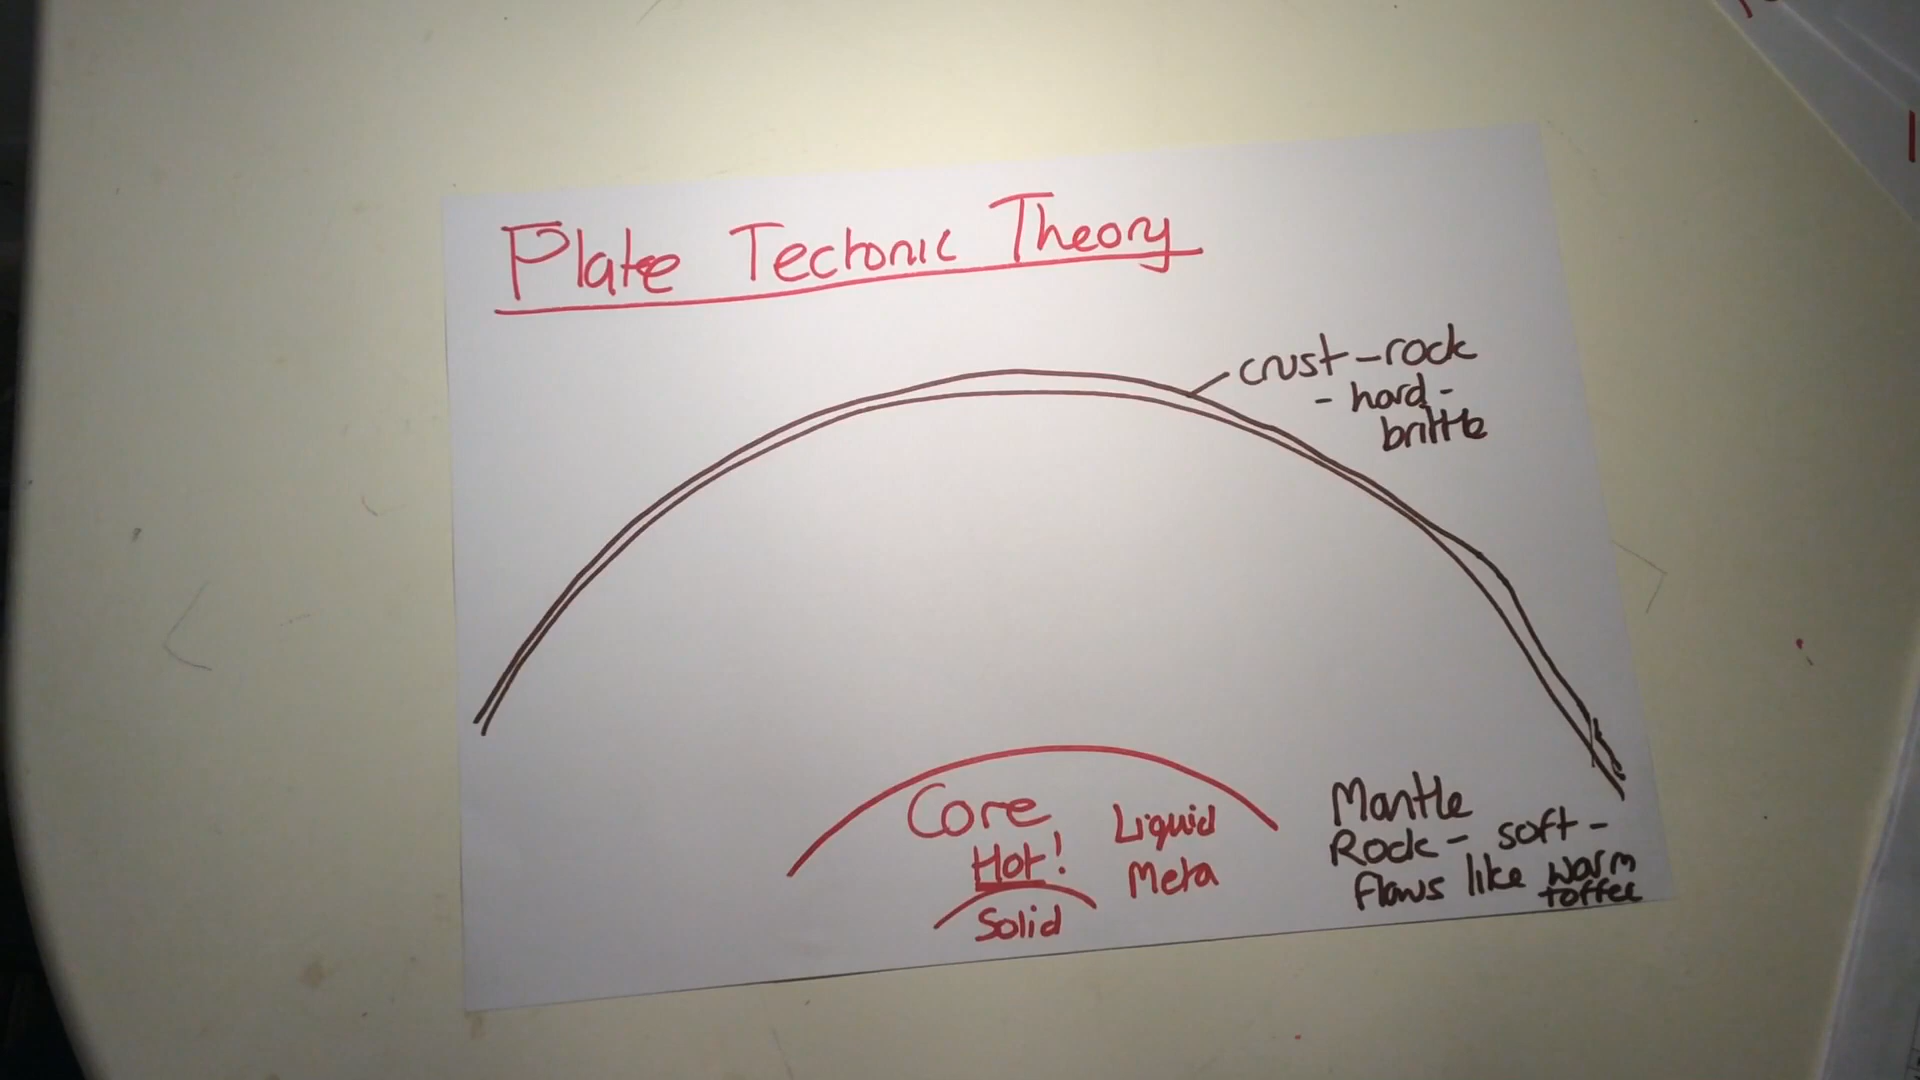 Plate Tectonic Theory
crust - rock
- hard -
brittle
Core
Hot!
Liquid
Meta
Solid
Mantle
Rock - soft -
flows like warm
toffee